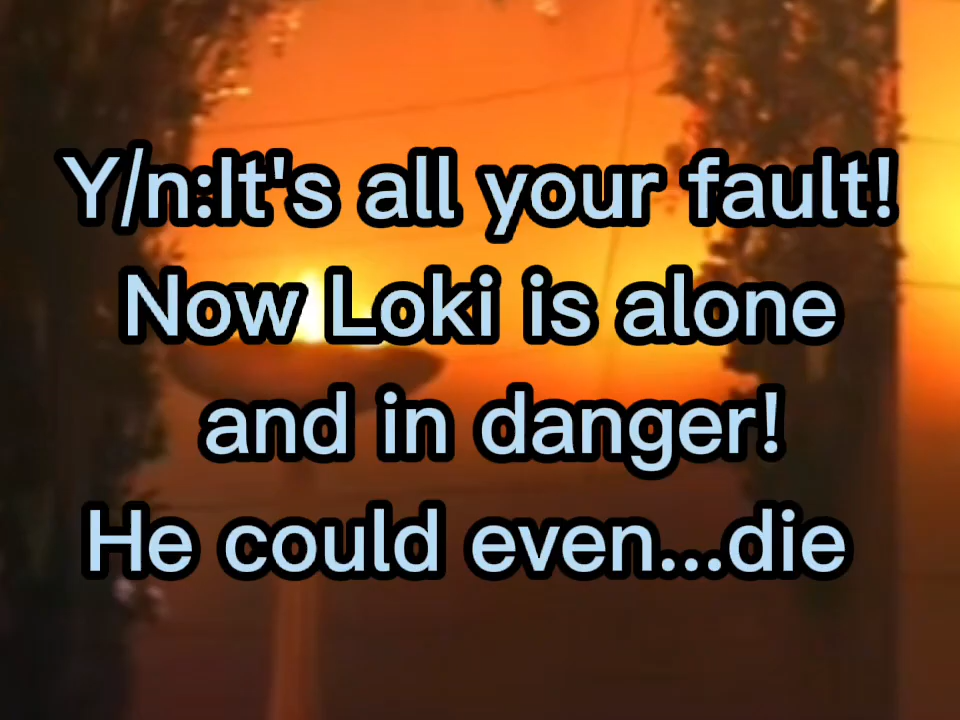 Y/n:It's all your fault!
Now Loki is alone
and in danger!
He could even...die